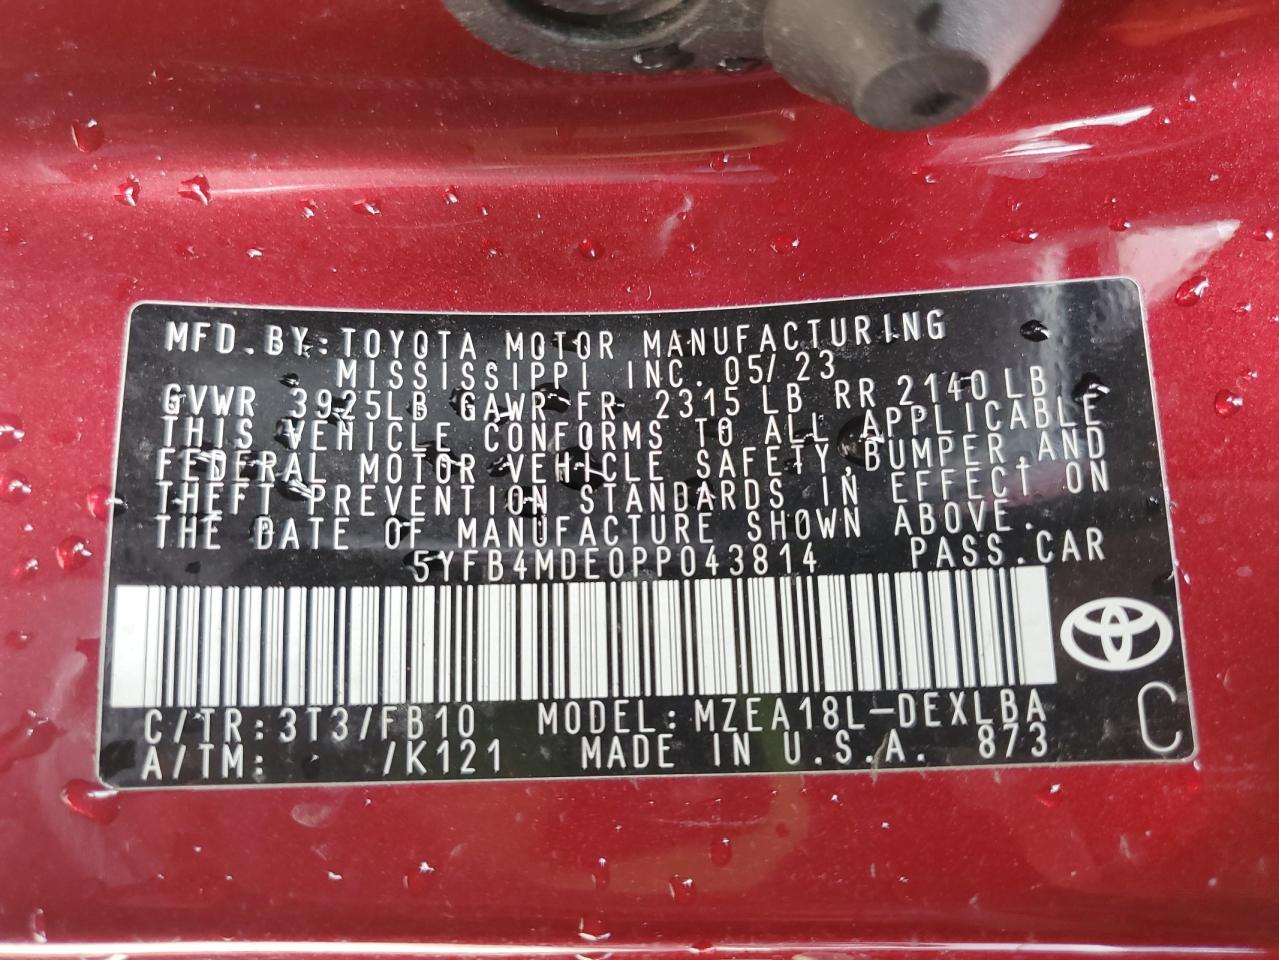 MFD. BY: TOYOTA MOTOR MANUFACTURING
MISSISSIPPI INC. 05/23
GVWR 3925LB GAWR FR 2315 LB RR 2140 LB
THIS VEHICLE CONFORMS TO ALL APPLICABLE
FEDERAL MOTOR VEHICLE SAFETY, BUMPER, AND
THEFT PREVENTION STANDARDS IN EFFECT ON
THE DATE OF MANUFACTURE SHOWN ABOVE.
5YFB4MDE0PP043814 PASS. CAR
C/TR: 3T3/FB10 MODEL: MZEA18L-DEXLBA
A/TM: /K121 MADE IN U.S.A. 873
C